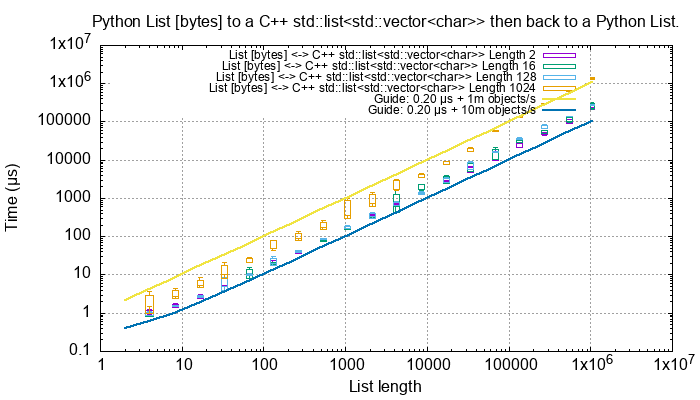 Python List [bytes] to a C++ std::list<std::vector<char>> then back to a Python List.
1x10⁷
1x10⁶
100000
10000
1000
100
10
1
0.1
Time (µs)
List [bytes] <-> C++ std::list<std::vector<char>> Length 2
List [bytes] <-> C++ std::list<std::vector<char>> Length 16
List [bytes] <-> C++ std::list<std::vector<char>> Length 128
List [bytes] <-> C++ std::list<std::vector<char>> Length 1024
Guide: 0.20 µs + 1m objects/s
Guide: 0.20 µs + 10m objects/s
1 10 100 1000 10000 100000 1x10⁶ 1x10⁷
List length